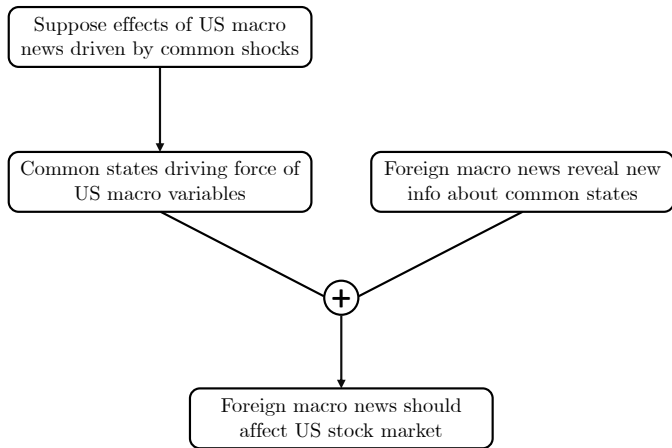 Suppose effects of US macro
news driven by common shocks
Common states driving force of
US macro variables
Foreign macro news reveal new
info about common states
+
Foreign macro news should
affect US stock market